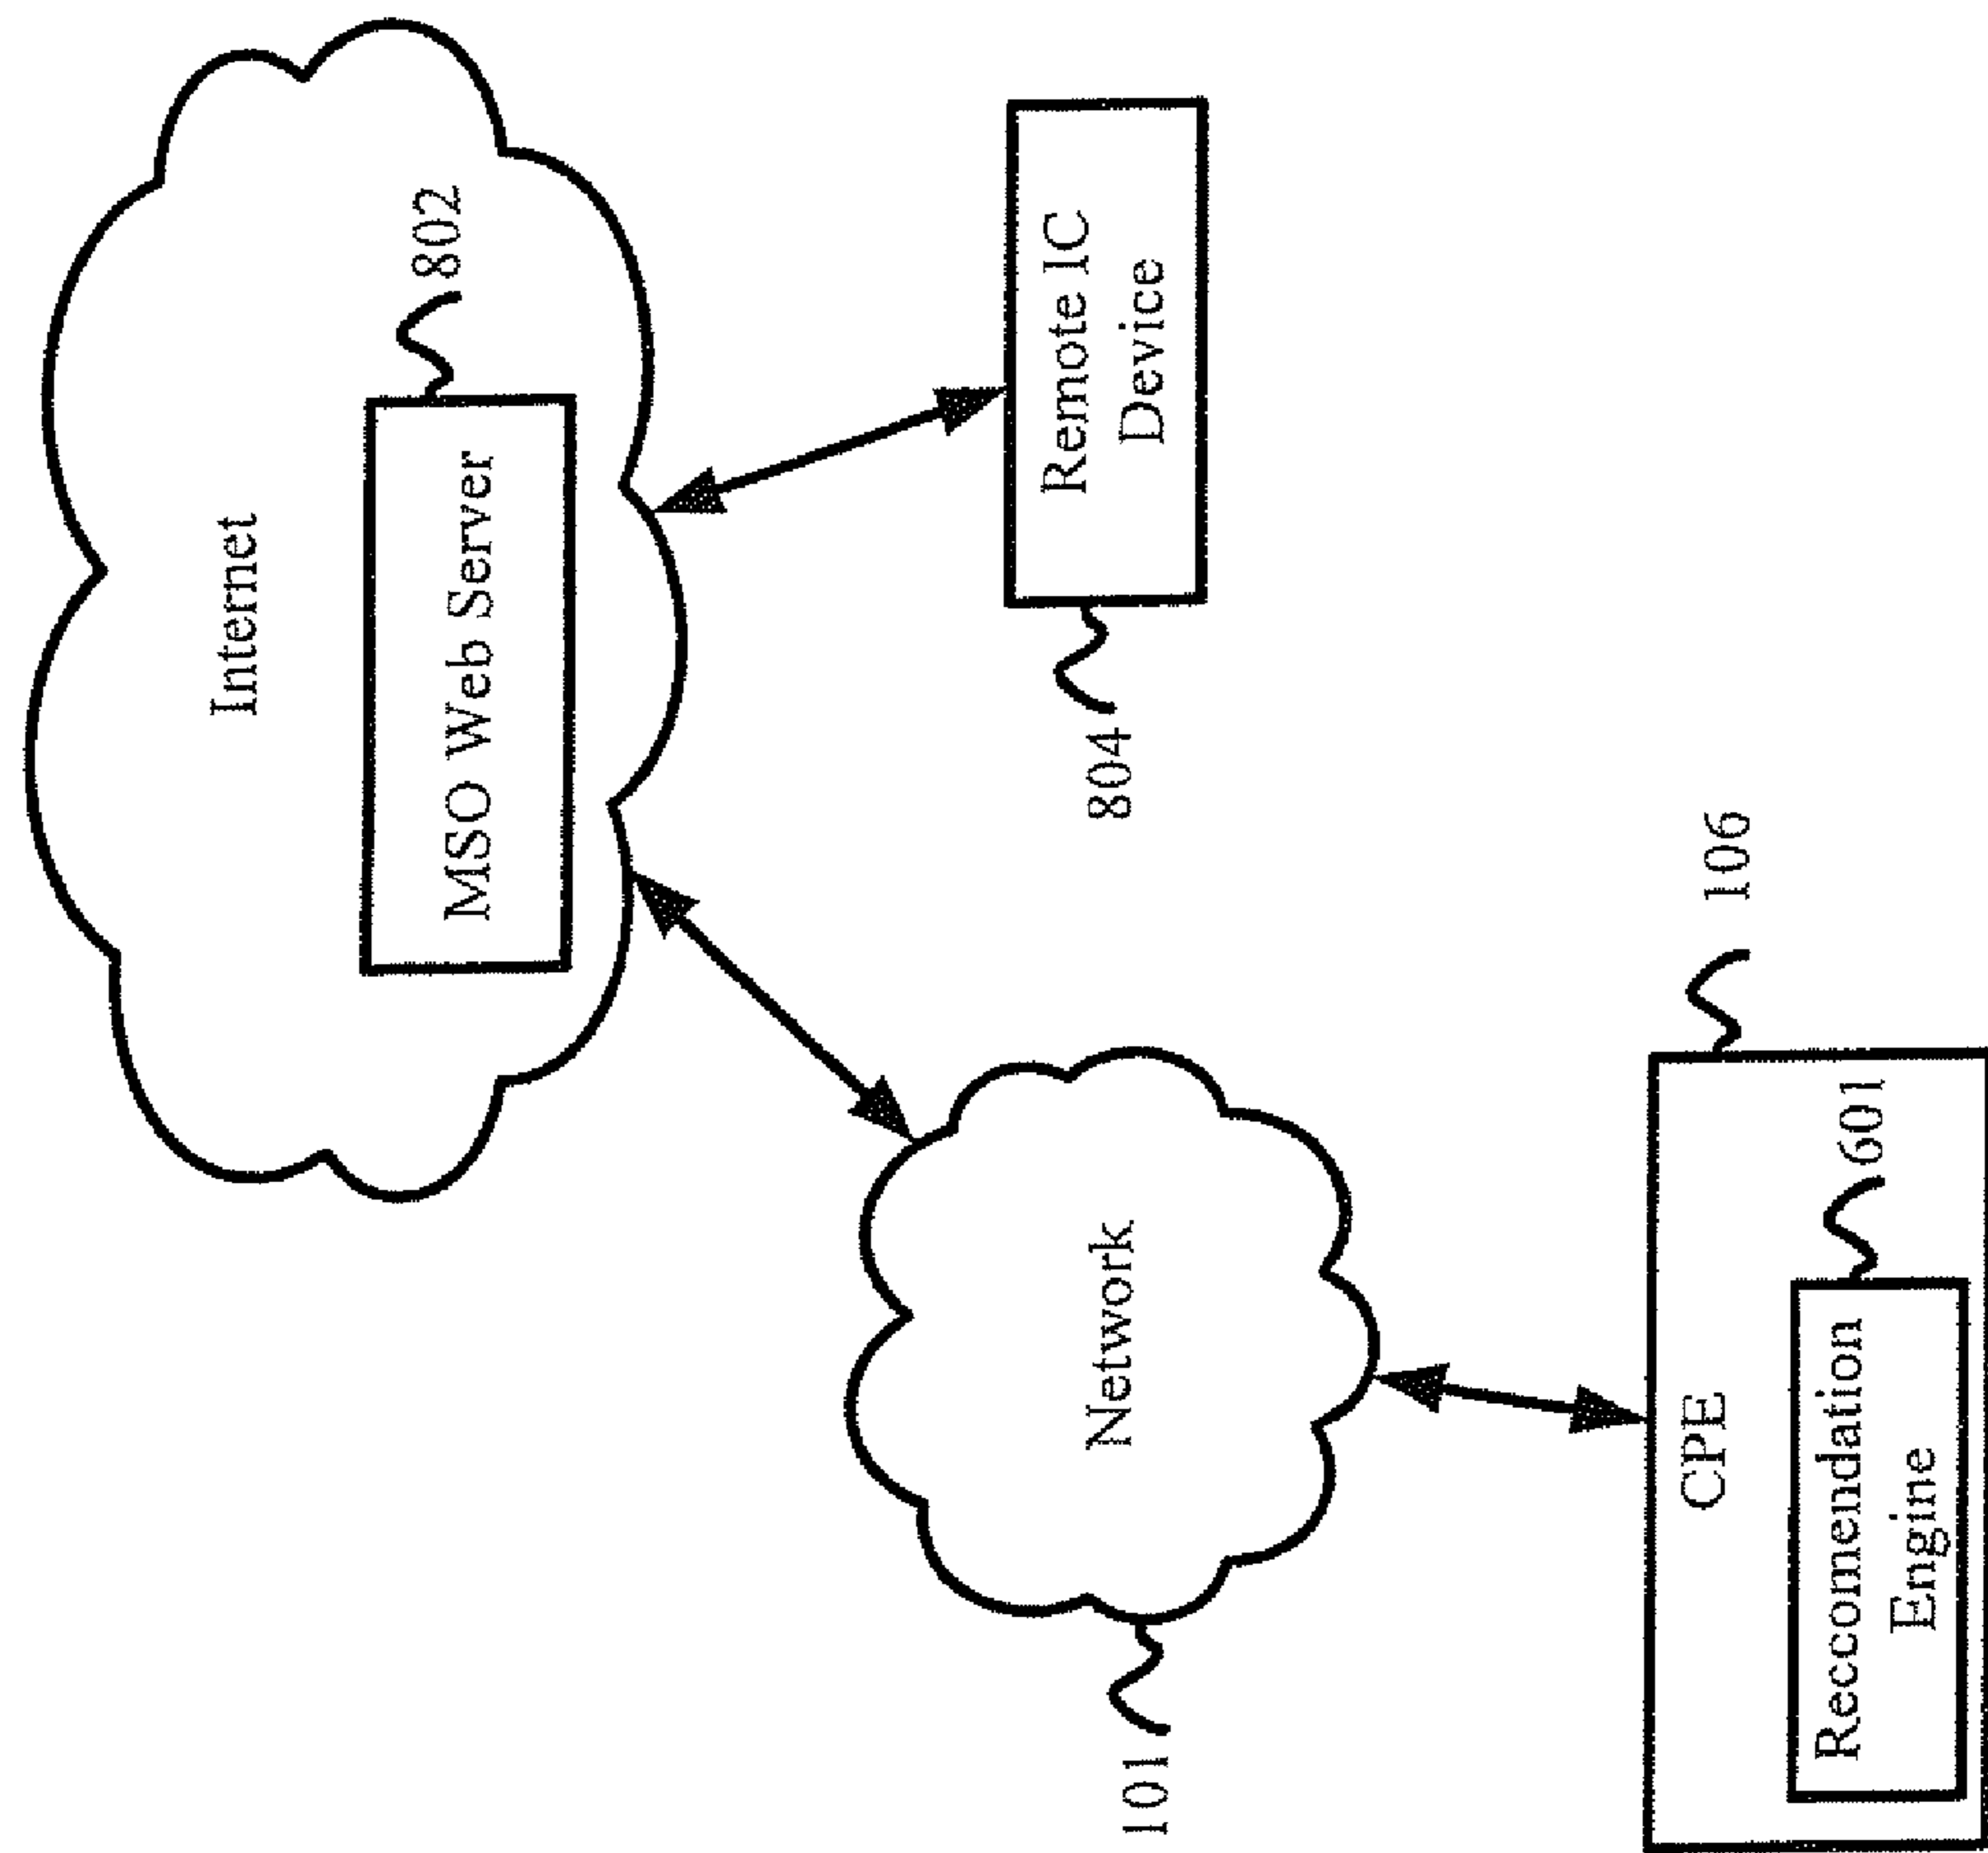 Internet
MSO Web Server
802
Remote IC
Device
804
Network
101
CPE
106
Reccomendation
Engine
601